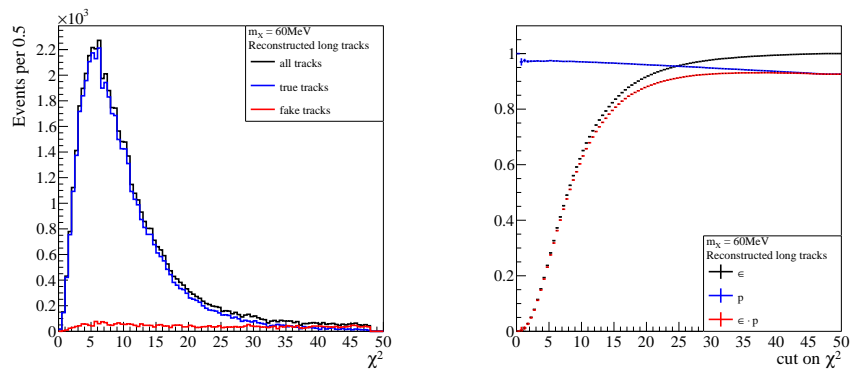 ×10³
Events per 0.5
2.2
2
1.8
1.6
1.4
1.2
1
0.8
0.6
0.4
0.2
0
0 5 10 15 20 25 30 35 40 45 50
χ²
m_X = 60MeV
Reconstructed long tracks
all tracks
true tracks
fake tracks
1
0.8
0.6
0.4
0.2
0
0 5 10 15 20 25 30 35 40 45 50
cut on χ²
m_X = 60MeV
Reconstructed long tracks
∈
p
∈ · p